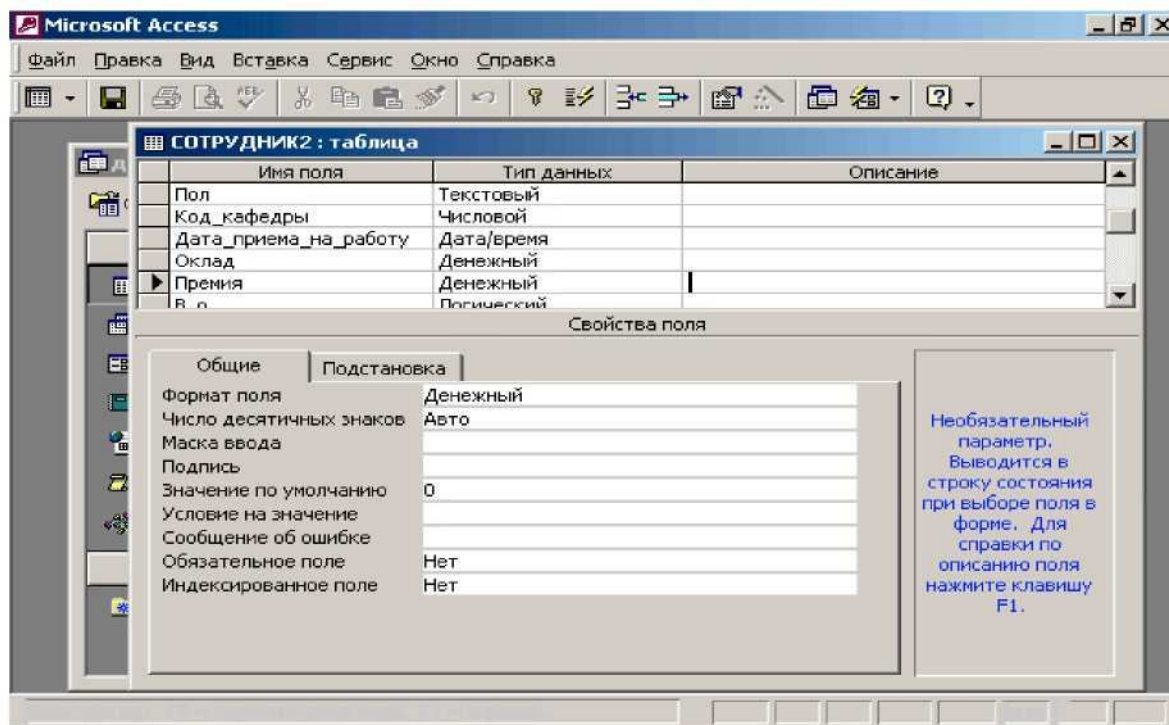 Microsoft Access
Файл Правка Вид Вставка Сервис Окно Справка
СОТРУДНИК2 : таблица
Имя поля Тип данных Описание
Пол Текстовый
Код_кафедры Числовой
Дата_приема_на_работу Дата/время
Оклад Денежный
Премия Денежный
В_о Логический
Свойства поля
Общие Подстановка
Формат поля Денежный
Число десятичных знаков Авто
Маска ввода
Подпись
Значение по умолчанию 0
Условие на значение
Сообщение об ошибке
Обязательное поле Нет
Индексированное поле Нет
Необязательный
параметр.
Выводится в
строку состояния
при выборе поля в
форме. Для
справки по
описанию поля
нажмите клавишу
F1.